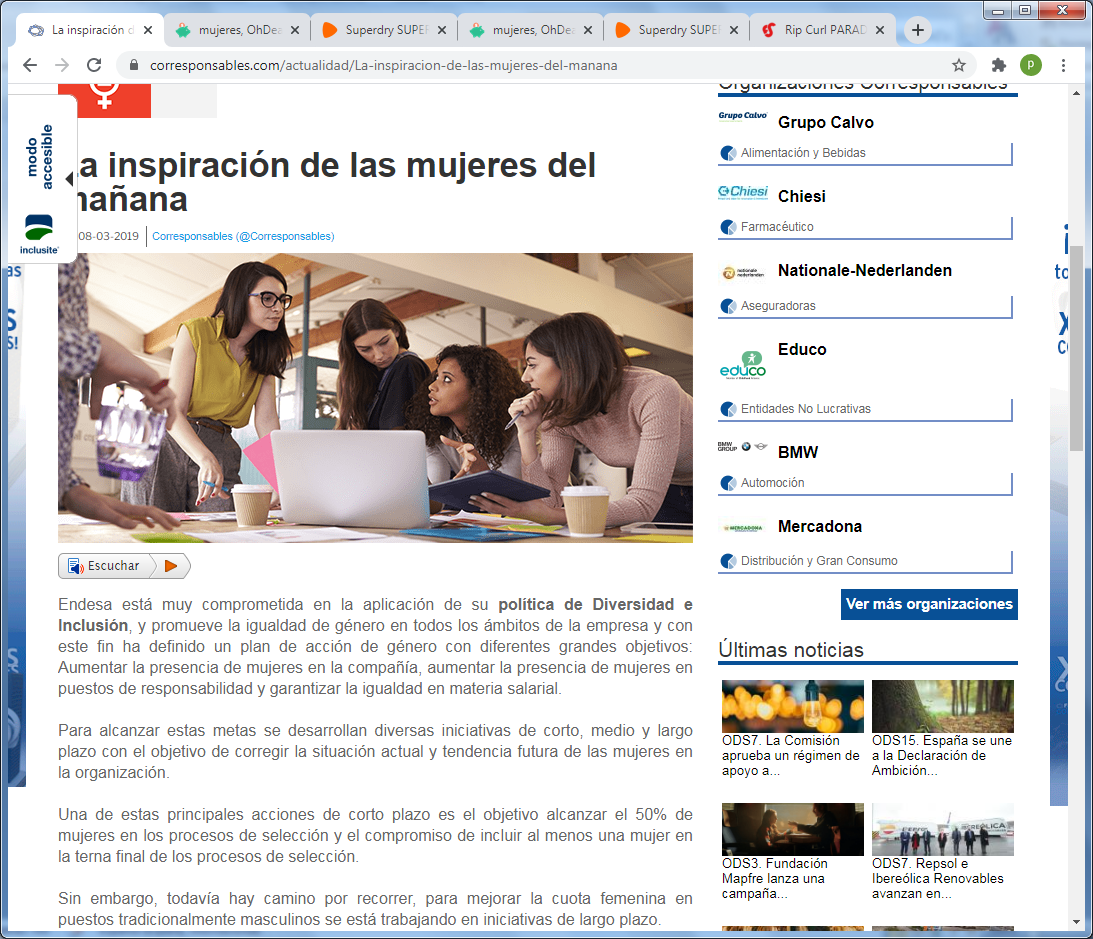 La inspiración d
mujeres, OhDea
Superdry SUPER
mujeres, OhDea
Superdry SUPER
Rip Curl PARAD
corresponsables.com/actualidad/La-inspiracion-de-las-mujeres-del-manana
P
modo
accesible
inclusite
La inspiración de las mujeres del
mañana
08-03-2019
Corresponsables (@Corresponsables)
Escuchar
Endesa está muy comprometida en la aplicación de su política de Diversidad e
Inclusión, y promueve la igualdad de género en todos los ámbitos de la empresa y con
este fin ha definido un plan de acción de género con diferentes grandes objetivos:
Aumentar la presencia de mujeres en la compañía, aumentar la presencia de mujeres en
puestos de responsabilidad y garantizar la igualdad en materia salarial.
Para alcanzar estas metas se desarrollan diversas iniciativas de corto, medio y largo
plazo con el objetivo de corregir la situación actual y tendencia futura de las mujeres en
la organización.
Una de estas principales acciones de corto plazo es el objetivo alcanzar el 50% de
mujeres en los procesos de selección y el compromiso de incluir al menos una mujer en
la terna final de los procesos de selección.
Sin embargo, todavía hay camino por recorrer, para mejorar la cuota femenina en
puestos tradicionalmente masculinos se está trabajando en iniciativas de largo plazo.
Organizaciones Corresponsables
Grupo Calvo
Grupo Calvo
Alimentación y Bebidas
Chiesi
Chiesi
Farmacéutico
nationale
nederlanden
Nationale-Nederlanden
Aseguradoras
educo
Educo
Entidades No Lucrativas
BMW
GROUP
BMW
Automoción
MERCADONA
Mercadona
Distribución y Gran Consumo
Ver más organizaciones
Últimas noticias
ODS7. La Comisión
aprueba un régimen de
apoyo a...
ODS15. España se une
a la Declaración de
Ambición...
ODS3. Fundación
Mapfre lanza una
campaña...
ODS7. Repsol e
Ibereólica Renovables
avanzan en...